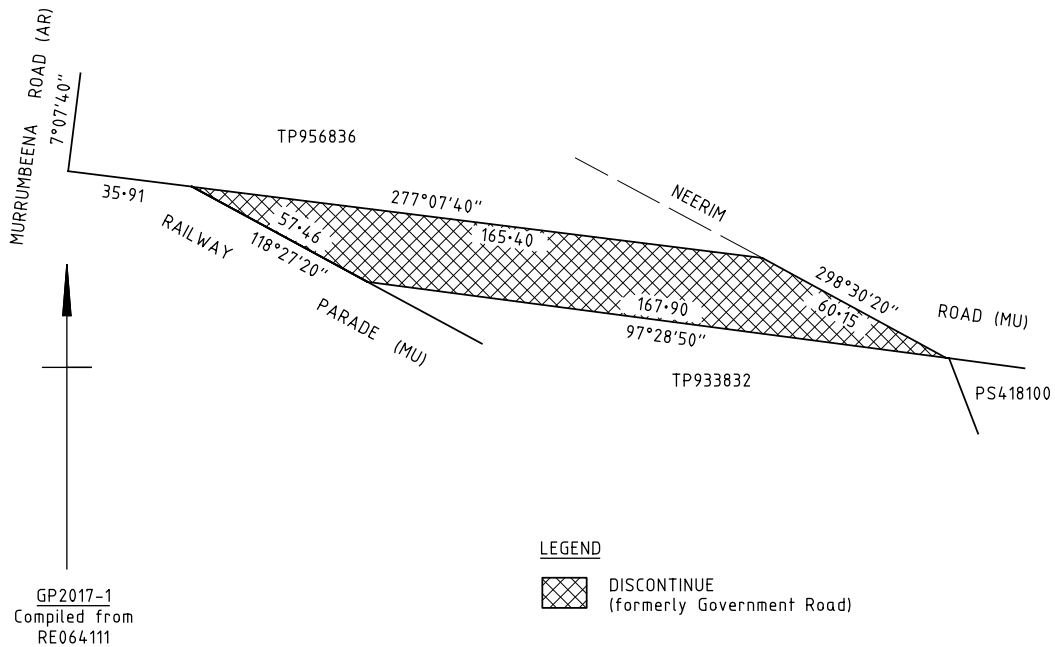 MURRUMBEENA ROAD (AR)
7°07'40"
TP956836
35·91
277°07'40"
NEERIM
57·46
165·40
RAILWAY
118°27'20"
298°30'20"
167·90
60·15
ROAD (MU)
PARADE (MU)
97°28'50"
TP933832
PS418100
LEGEND
DISCONTINUE
(formerly Government Road)
GP2017-1
Compiled from
RE064111